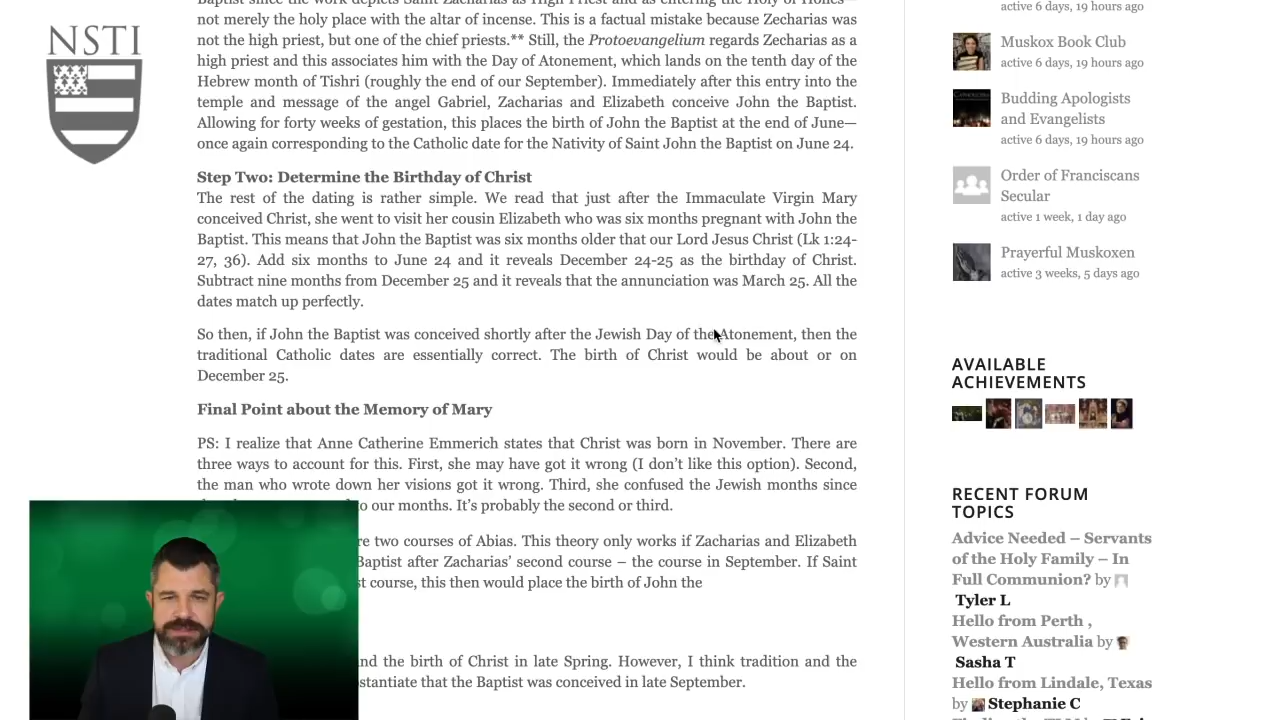 NSTI
Baptist since the work depicts Saint Zacharias as High Priest and as entering the Holy of Holies—
not merely the holy place with the altar of incense. This is a factual mistake because Zecharias was
not the high priest, but one of the chief priests.** Still, the Protoevangelium regards Zecharias as a
high priest and this associates him with the Day of Atonement, which lands on the tenth day of the
Hebrew month of Tishri (roughly the end of our September). Immediately after this entry into the
temple and message of the angel Gabriel, Zacharias and Elizabeth conceive John the Baptist.
Allowing for forty weeks of gestation, this places the birth of John the Baptist at the end of June—
once again corresponding to the Catholic date for the Nativity of Saint John the Baptist on June 24.
Step Two: Determine the Birthday of Christ
The rest of the dating is rather simple. We read that just after the Immaculate Virgin Mary
conceived Christ, she went to visit her cousin Elizabeth who was six months pregnant with John the
Baptist. This means that John the Baptist was six months older that our Lord Jesus Christ (Lk 1:24-
27, 36). Add six months to June 24 and it reveals December 24-25 as the birthday of Christ.
Subtract nine months from December 25 and it reveals that the annunciation was March 25. All the
dates match up perfectly.
So then, if John the Baptist was conceived shortly after the Jewish Day of the Atonement, then the
traditional Catholic dates are essentially correct. The birth of Christ would be about or on
December 25.
Final Point about the Memory of Mary
PS: I realize that Anne Catherine Emmerich states that Christ was born in November. There are
three ways to account for this. First, she may have got it wrong (I don't like this option). Second,
the man who wrote down her visions got it wrong. Third, she confused the Jewish months since
to our months. It's probably the second or third.
re two courses of Abias. This theory only works if Zecharias and Elizabeth
Baptist after Zecharias' second course – the course in September. If Saint
st course, this then would place the birth of John the
nd the birth of Christ in late Spring. However, I think tradition and the
stantiate that the Baptist was conceived in late September.
active 6 days, 19 hours ago
Muskox Book Club
active 6 days, 19 hours ago
Budding Apologists
and Evangelists
active 6 days, 19 hours ago
Order of Franciscans
Secular
active 1 week, 1 day ago
Prayerful Muskoxen
active 3 weeks, 5 days ago
AVAILABLE
ACHIEVEMENTS
RECENT FORUM
TOPICS
Advice Needed – Servants
of the Holy Family – In
Full Communion? by
Tyler L
Hello from Perth ,
Western Australia by
Sasha T
Hello from Lindale, Texas
by Stephanie C